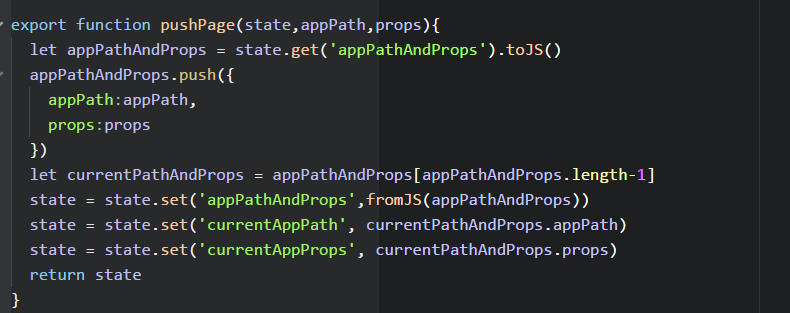 export function pushPage(state,appPath,props){
let appPathAndProps = state.get('appPathAndProps').toJS()
appPathAndProps.push({
appPath:appPath,
props:props
})
let currentPathAndProps = appPathAndProps[appPathAndProps.length-1]
state = state.set('appPathAndProps',fromJS(appPathAndProps))
state = state.set('currentAppPath', currentPathAndProps.appPath)
state = state.set('currentAppProps', currentPathAndProps.props)
return state
}